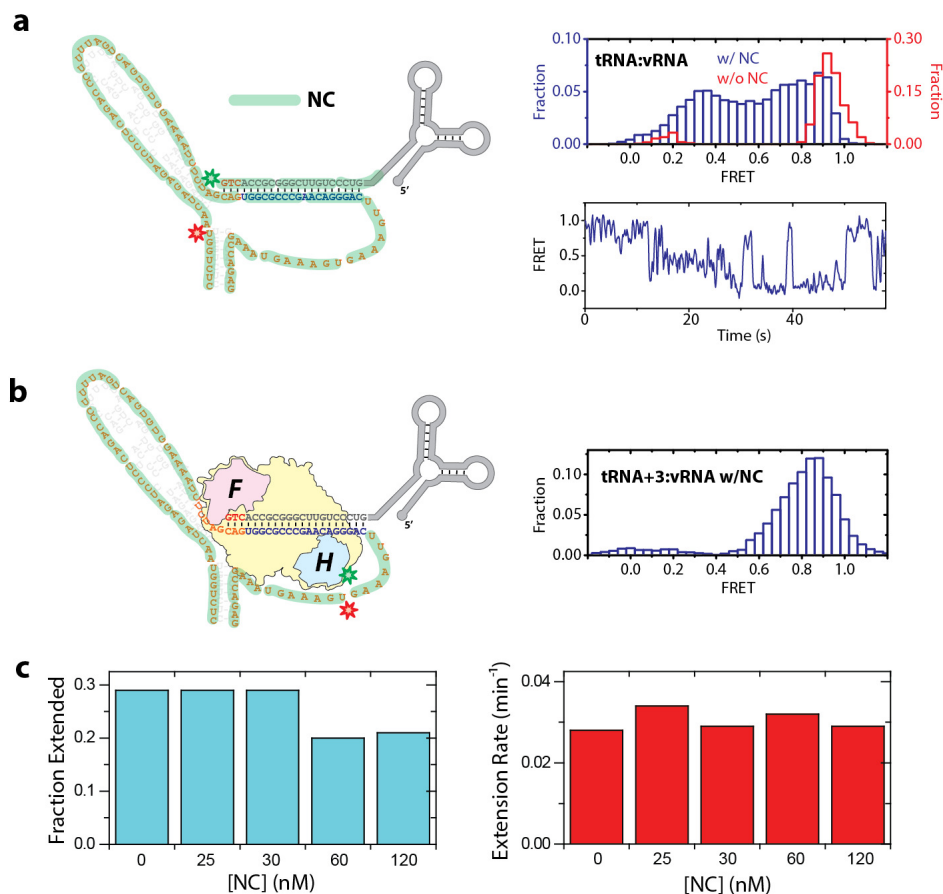 a
NC
GTCACCGCGGGCUUGUCCCUG
CAGUGGCGCCCGAACAGGGAC
5'
0.10
0.05
0.00
Fraction
tRNA:vRNA
w/ NC
w/o NC
0.30
0.15
0.00
Fraction
0.0 0.2 0.4 0.6 0.8 1.0
FRET
1.0
0.5
0.0
FRET
0 20 40
Time (s)
b
F
H
GTCACCGCGGGCUUGUCCCUG
CAGUGGCGCCCGAACAGGGAC
5'
0.10
0.05
0.00
Fraction
tRNA+3:vRNA w/NC
0.0 0.2 0.4 0.6 0.8 1.0
FRET
c
0.3
0.2
0.1
0.0
Fraction Extended
0 25 30 60 120
[NC] (nM)
0.04
0.02
0.00
Extension Rate (min⁻¹)
0 25 30 60 120
[NC] (nM)